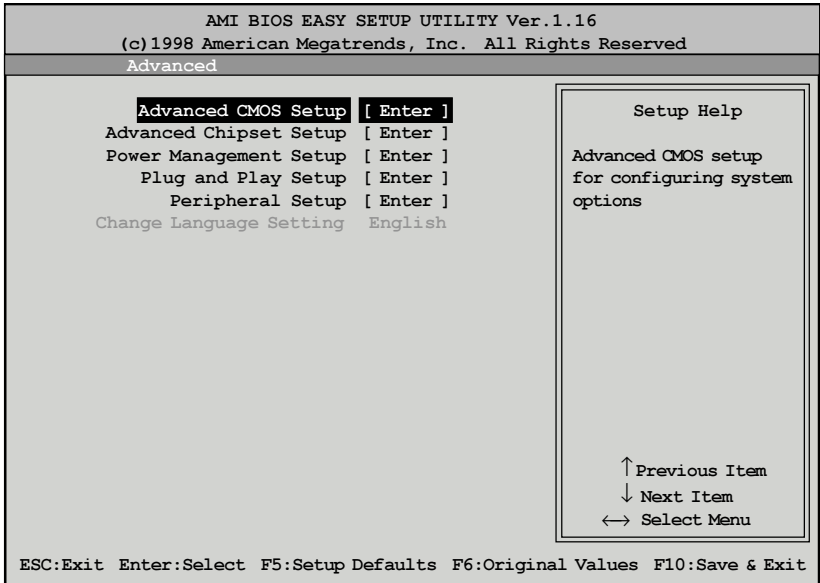 AMI BIOS EASY SETUP UTILITY Ver.1.16
(c)1998 American Megatrends, Inc. All Rights Reserved
Advanced
Advanced CMOS Setup [ Enter ]
Advanced Chipset Setup [ Enter ]
Power Management Setup [ Enter ]
Plug and Play Setup [ Enter ]
Peripheral Setup [ Enter ]
Change Language Setting English
Setup Help
Advanced CMOS setup
for configuring system
options
↑ Previous Item
↓ Next Item
←→ Select Menu
ESC:Exit Enter:Select F5:Setup Defaults F6:Original Values F10:Save & Exit